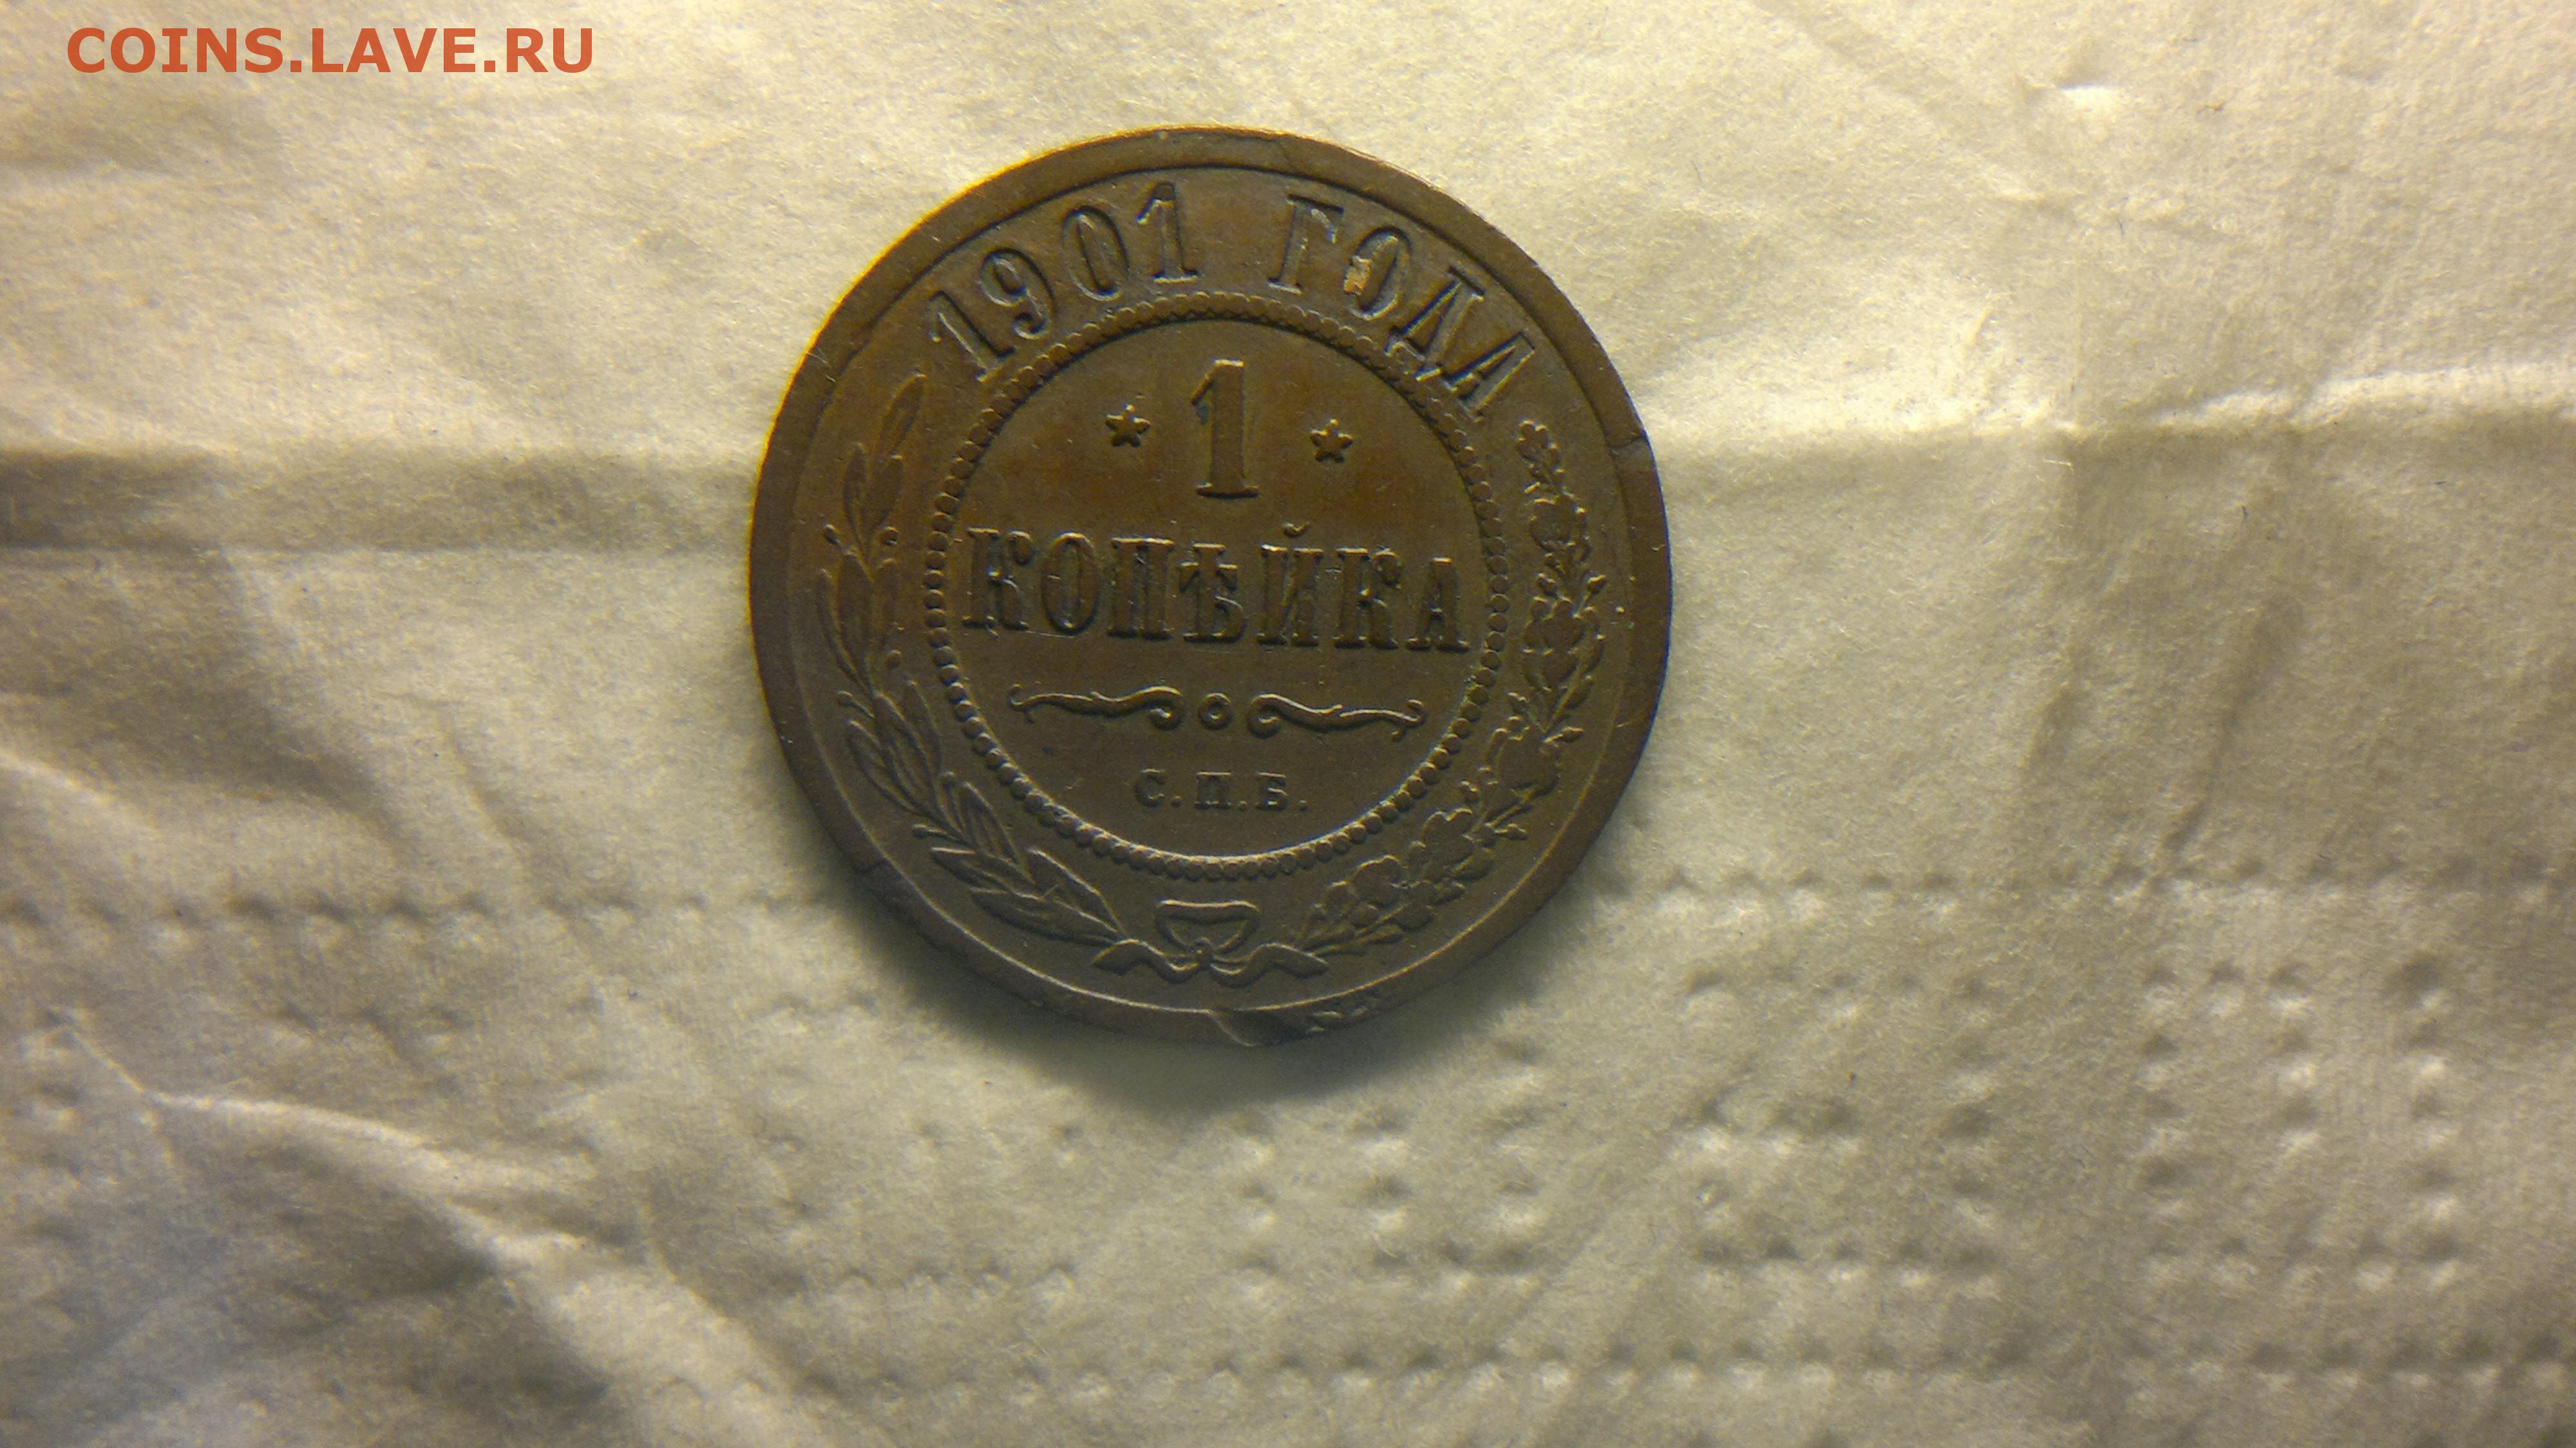 COINS.LAVE.RU
1901 ГОДА
* 1 *
КОПѢЙКА
С.П.Б.